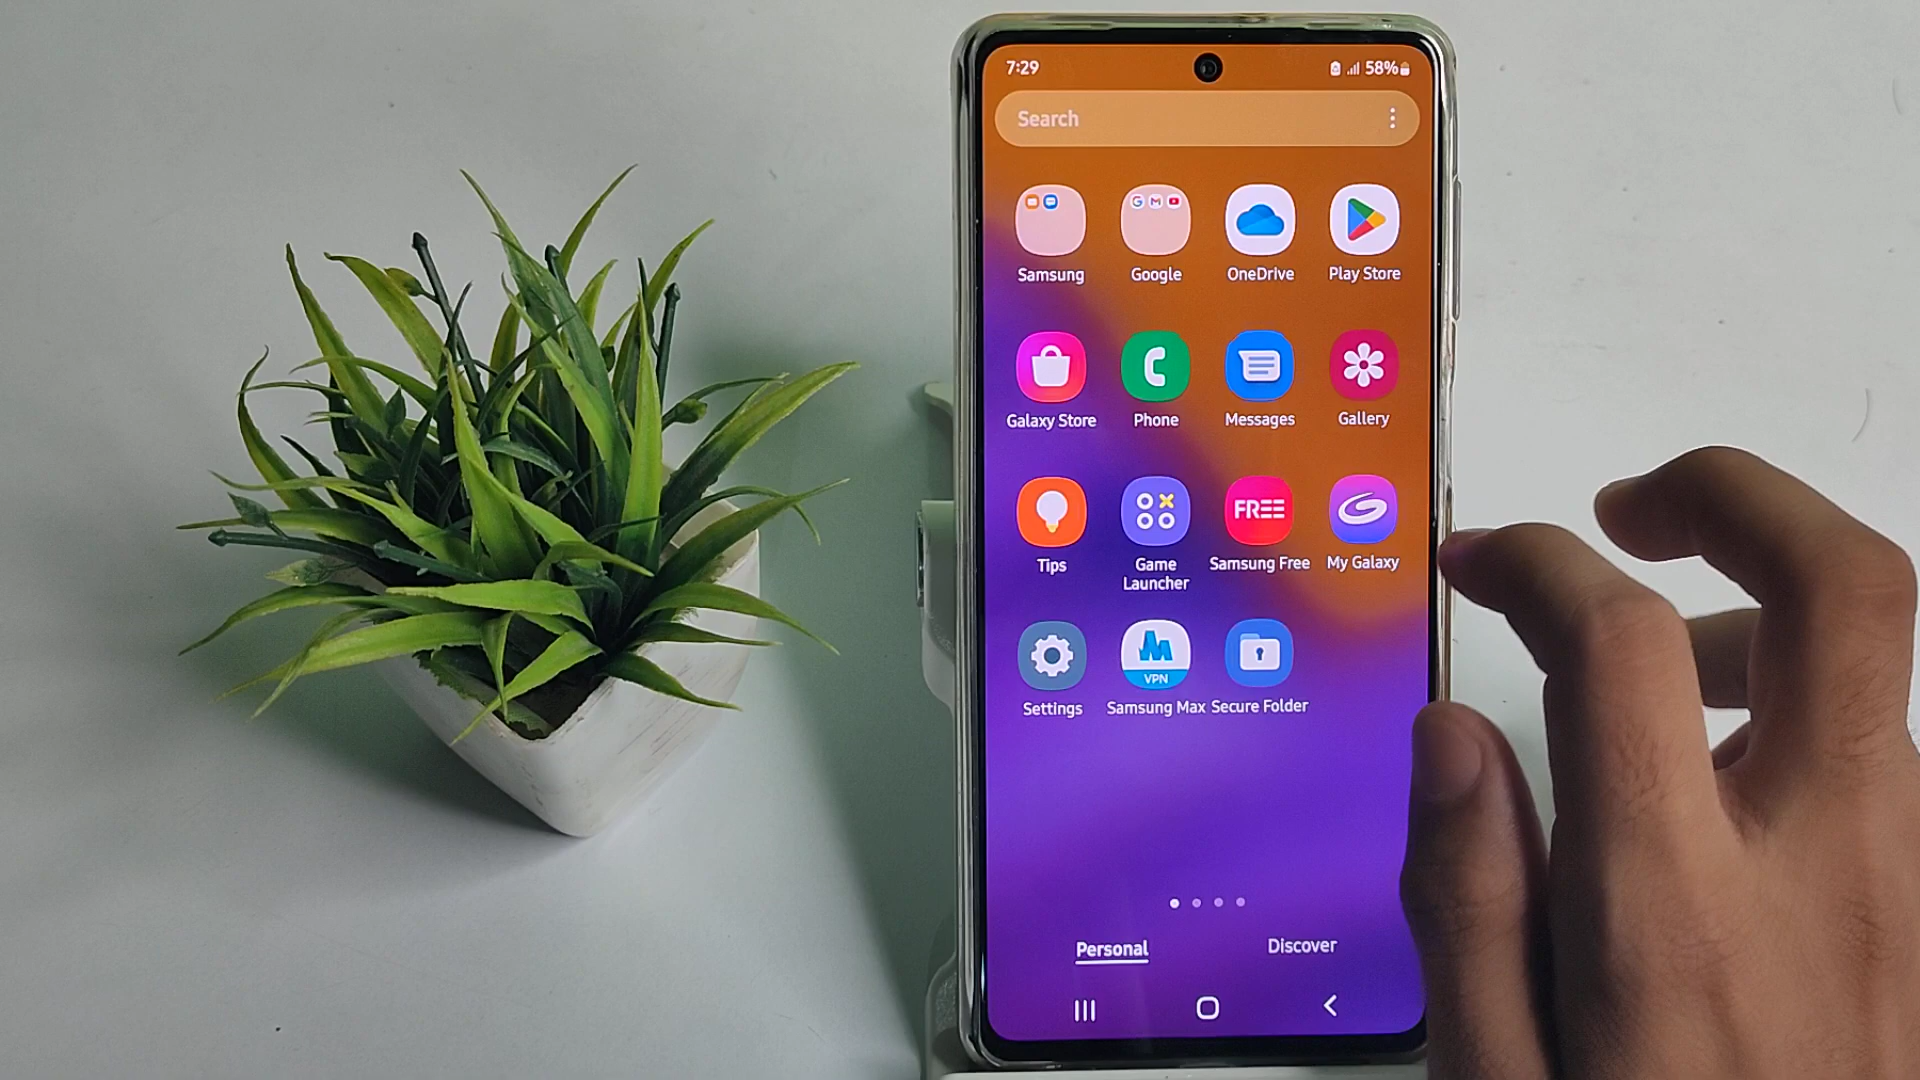 7:29
58%
Search
Samsung
Google
OneDrive
Play Store
Galaxy Store
Phone
Messages
Gallery
FREE
Tips
Game
Launcher
Samsung Free
My Galaxy
VPN
Settings
Samsung Max
Secure Folder
Personal
Discover